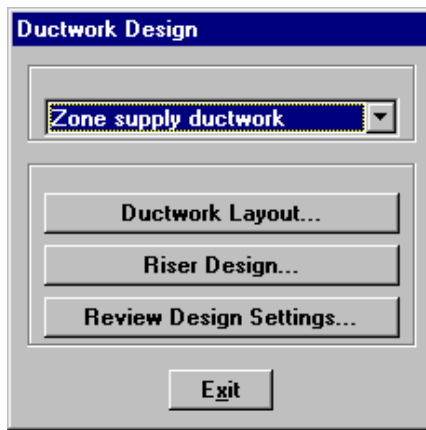 Ductwork Design
Zone supply ductwork
Ductwork Layout...
Riser Design...
Review Design Settings...
Exit